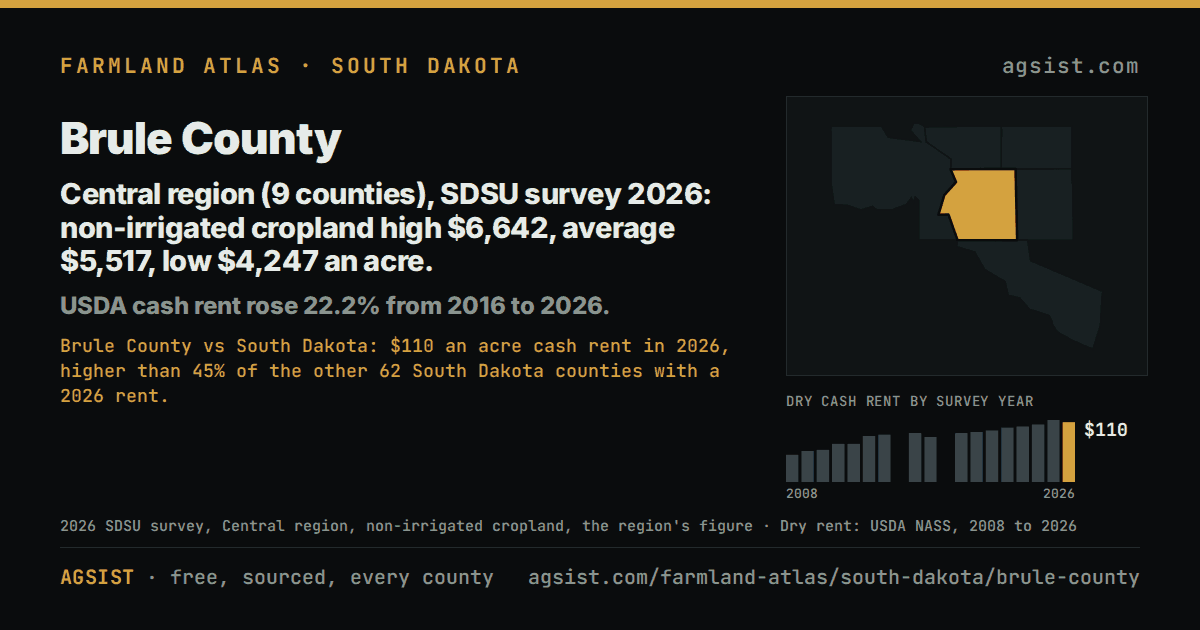 FARMLAND ATLAS · SOUTH DAKOTA
agsist.com
Brule County
Central region (9 counties), SDSU survey 2026:
non-irrigated cropland high $6,642, average
$5,517, low $4,247 an acre.
USDA cash rent rose 22.2% from 2016 to 2026.
Brule County vs South Dakota: $110 an acre cash rent in 2026,
higher than 45% of the other 62 South Dakota counties with a
2026 rent.
DRY CASH RENT BY SURVEY YEAR
$110
2008
2026
2026 SDSU survey, Central region, non-irrigated cropland, the region's figure · Dry rent: USDA NASS, 2008 to 2026
AGSIST · free, sourced, every county
agsist.com/farmland-atlas/south-dakota/brule-county